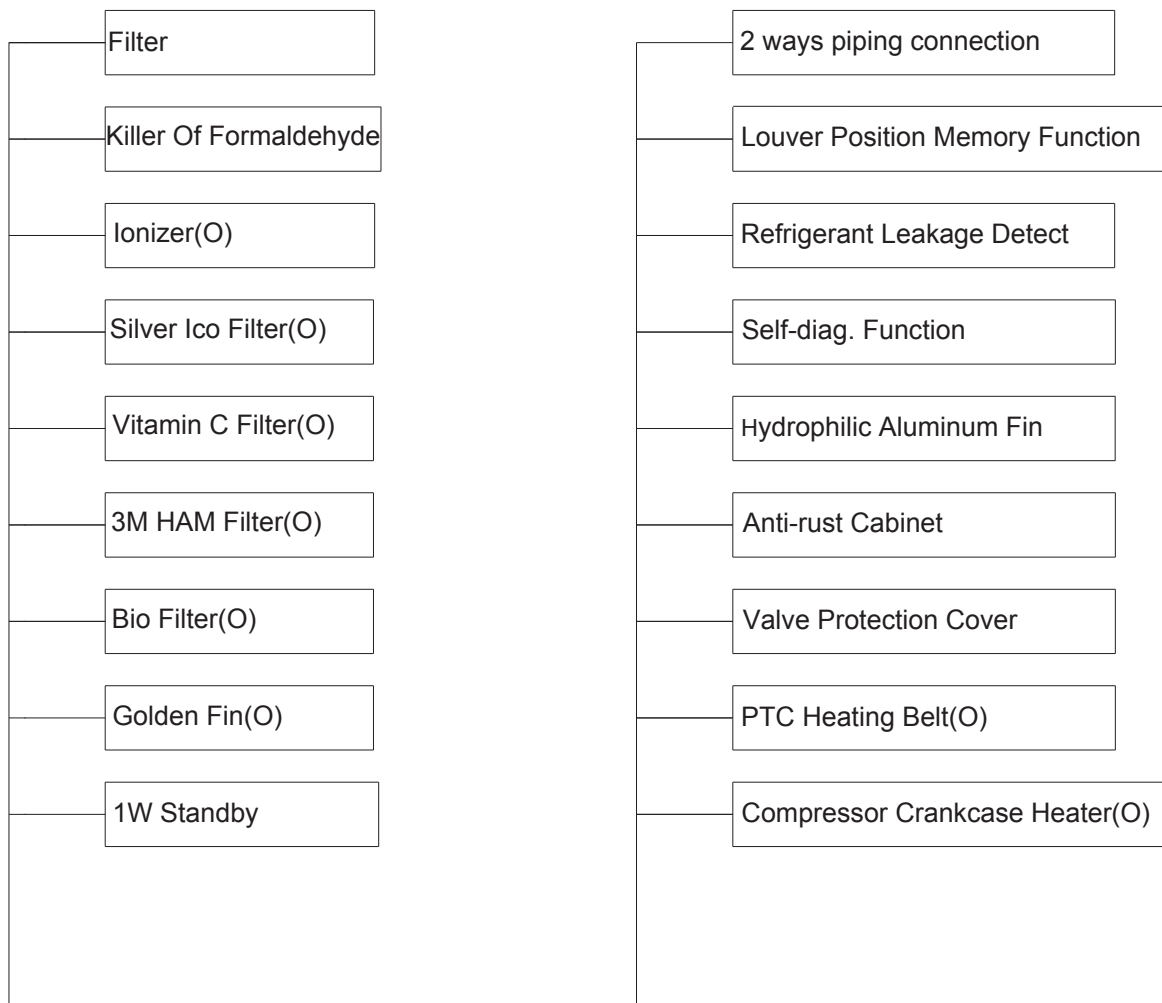 Filter
Killer Of Formaldehyde
Ionizer(O)
Silver Ico Filter(O)
Vitamin C Filter(O)
3M HAM Filter(O)
Bio Filter(O)
Golden Fin(O)
1W Standby
2 ways piping connection
Louver Position Memory Function
Refrigerant Leakage Detect
Self-diag. Function
Hydrophilic Aluminum Fin
Anti-rust Cabinet
Valve Protection Cover
PTC Heating Belt(O)
Compressor Crankcase Heater(O)